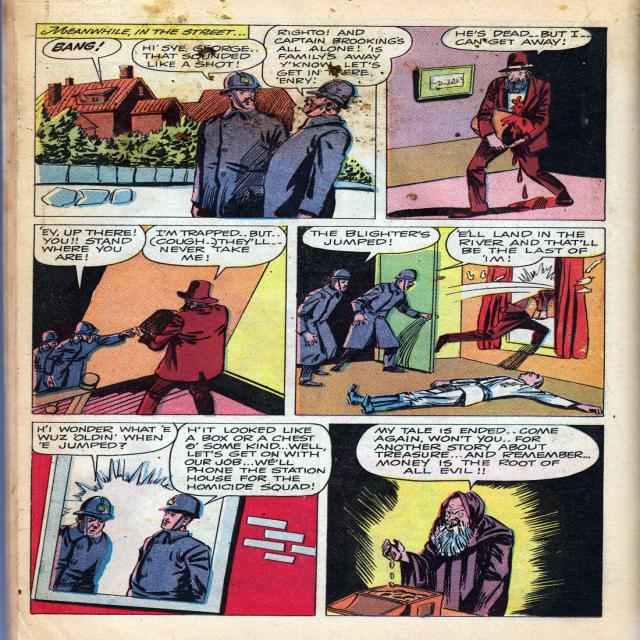 MEANWHILE, IN THE STREET...
BANG!
HI' SYE, GEORGE..
THAT SOUNDED
LIKE A SHOT!
RIGHTO! AND
CAPTAIN BROOKING'S
ALL ALONE! 'IS
FAMILY'S AWAY
Y'KNOW. LET'S
GET IN THERE,
'ENRY.
HE'S DEAD.. BUT I
CAN GET AWAY!
'EY, UP THERE!
YOU!! STAND
WHERE YOU
ARE!
I'M TRAPPED.. BUT..
(COUGH-) THEY'LL..
NEVER TAKE
ME!
THE BLIGHTER'S
JUMPED!
'E'LL LAND IN THE
RIVER AND THAT'LL
BE THE LAST OF
'IM!
H'I WONDER WHAT 'E
WUZ 'OLDIN' WHEN
'E JUMPED?
H'IT LOOKED LIKE
A BOX OR A CHEST
O' SOME KIND...WELL,
LET'S GET ON WITH
OUR JOB...WE'LL
PHONE THE STATION
HOUSE FOR THE
HOMICIDE SQUAD!
MY TALE IS ENDED.. COME
AGAIN, WON'T YOU.. FOR
ANOTHER STORY ABOUT
TREASURE...AND REMEMBER...
MONEY IS THE ROOT OF
ALL EVIL!!